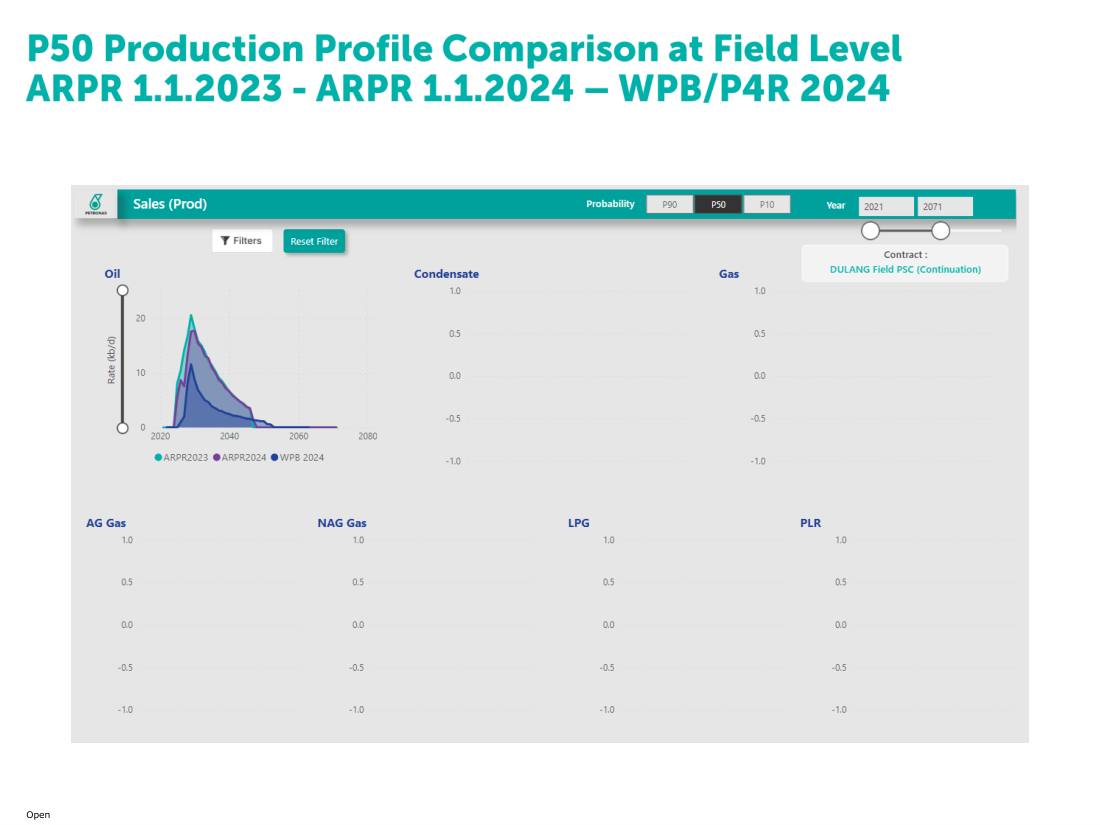 P50 Production Profile Comparison at Field Level
ARPR 1.1.2023 - ARPR 1.1.2024 – WPB/P4R 2024
PETRONAS
Sales (Prod)
Probability
P90
P50
P10
Year
2021
2071
Filters
Reset Filter
Contract :
DULANG Field PSC (Continuation)
Oil
Rate (kb/d)
20
10
0
2020
2040
2060
2080
ARPR2023
ARPR2024
WPB 2024
Condensate
1.0
0.5
0.0
-0.5
-1.0
Gas
1.0
0.5
0.0
-0.5
-1.0
AG Gas
1.0
0.5
0.0
-0.5
-1.0
NAG Gas
1.0
0.5
0.0
-0.5
-1.0
LPG
1.0
0.5
0.0
-0.5
-1.0
PLR
1.0
0.5
0.0
-0.5
-1.0
Open